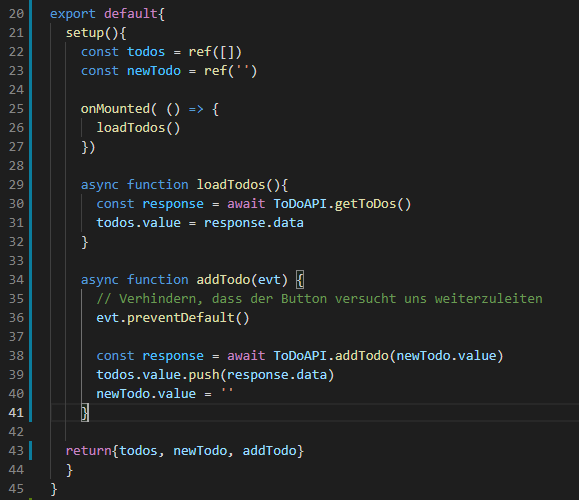 20 export default{
21 setup(){
22 const todos = ref([])
23 const newTodo = ref('')
24
25 onMounted( () => {
26 loadTodos()
27 })
28
29 async function loadTodos(){
30 const response = await ToDoAPI.getToDos()
31 todos.value = response.data
32 }
33
34 async function addTodo(evt) {
35 // Verhindern, dass der Button versucht uns weiterzuleiten
36 evt.preventDefault()
37
38 const response = await ToDoAPI.addTodo(newTodo.value)
39 todos.value.push(response.data)
40 newTodo.value = ''
41 }
42
43 return{todos, newTodo, addTodo}
44 }
45 }